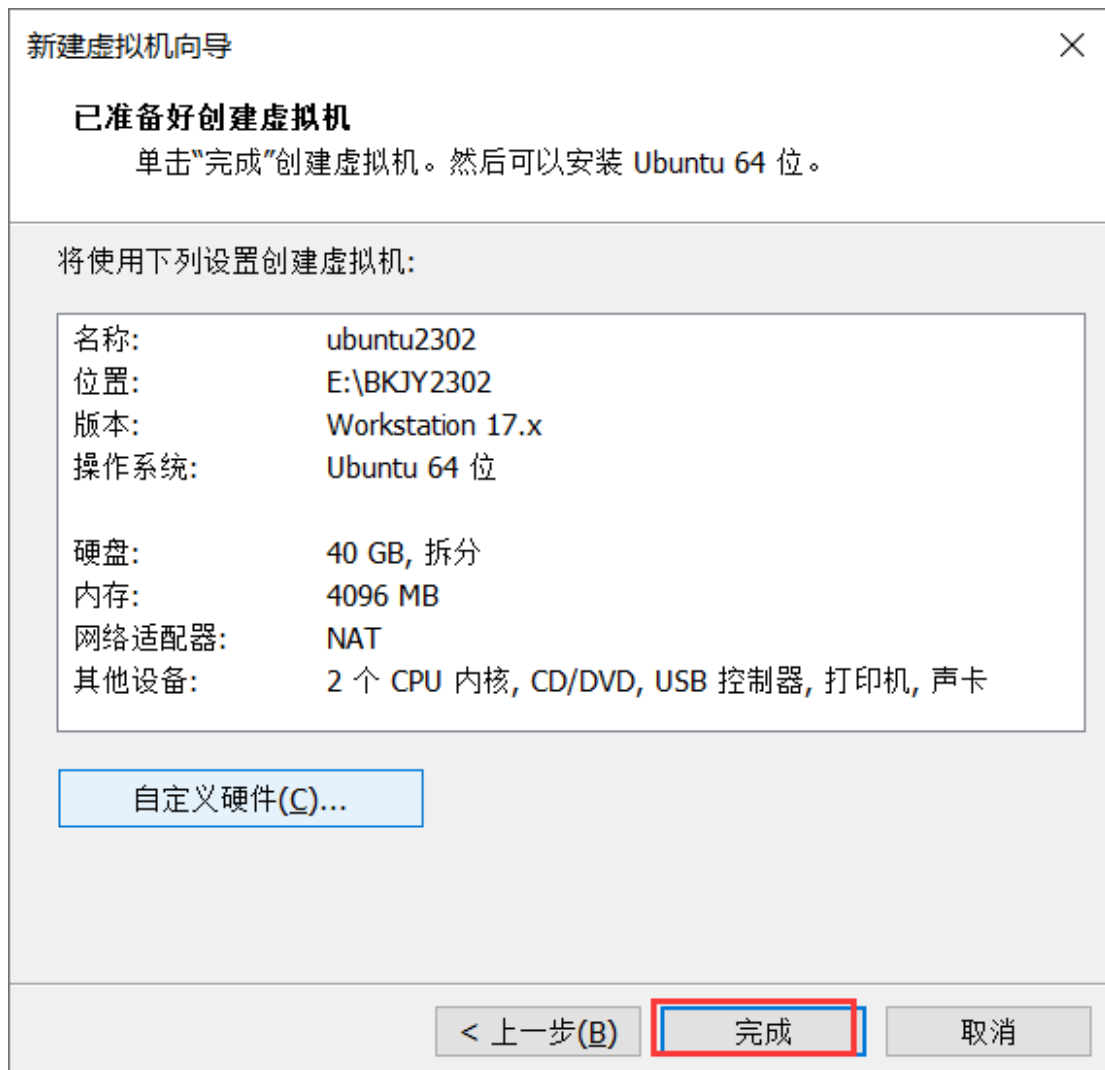 新建虚拟机向导
已准备好创建虚拟机
单击“完成”创建虚拟机。然后可以安装 Ubuntu 64 位。
将使用下列设置创建虚拟机:
名称: ubuntu2302
位置: E:\BKJY2302
版本: Workstation 17.x
操作系统: Ubuntu 64 位
硬盘: 40 GB, 拆分
内存: 4096 MB
网络适配器: NAT
其他设备: 2 个 CPU 内核, CD/DVD, USB 控制器, 打印机, 声卡
自定义硬件(C)...
< 上一步(B) 完成 取消